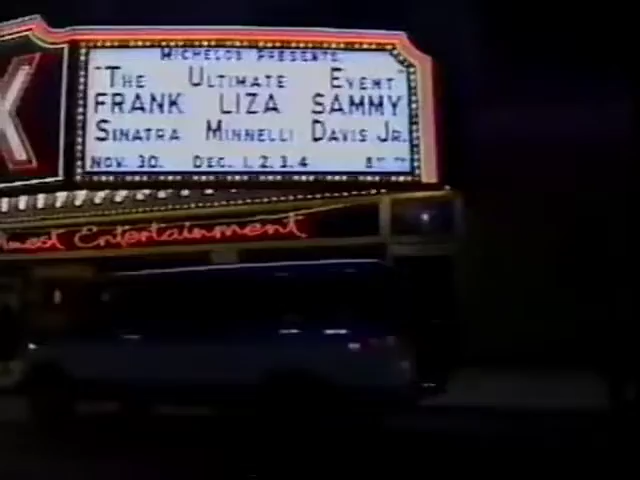 MICHELOB PRESENTS
"THE ULTIMATE EVENT"
FRANK LIZA SAMMY
SINATRA MINNELLI DAVIS JR.
NOV. 30. DEC. 1, 2, 3, 4
Entertainment